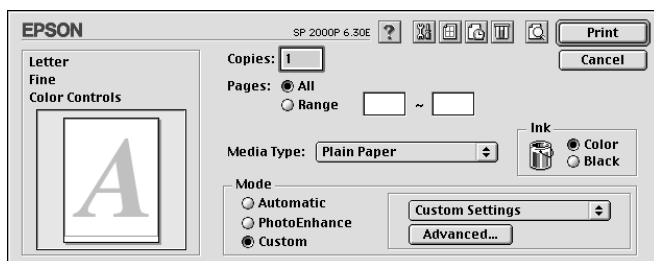 EPSON
SP 2000P 6.30E
?
Print
Cancel
Letter
Fine
Color Controls
A
Copies: 1
Pages: All
Range ~
Media Type: Plain Paper
Ink
Color
Black
Mode
Automatic
PhotoEnhance
Custom
Custom Settings
Advanced...